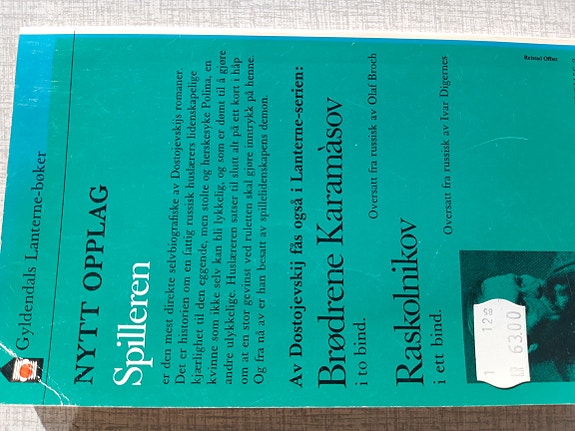 Gyldendals Lanterne-bøker
NYTT OPPLAG
Spilleren
er den mest direkte selvbiografiske av Dostojevskijs romaner.
Det er historien om en fattig russisk huslærers lidenskapelige
kjærlighet til den eggende, men stolte og herskesyke Polina, en
kvinne som ikke selv kan bli lykkelig, og som er dømt til å gjøre
andre ulykkelige. Huslæreren satser til slutt alt på ett kort i håp
om at en stor gevinst ved ruletten skal gjøre inntrykk på henne.
Og fra nå av er han besatt av spillelidenskapens demon.
Av Dostojevskij fås også i Lanterne-serien:
Brødrene Karamàsov
i to bind.
Oversatt fra russisk av Olaf Broch
Raskolnikov
i ett bind.
Oversatt fra russisk av Ivar Digernes
Reistad Offset
1 128
63.00